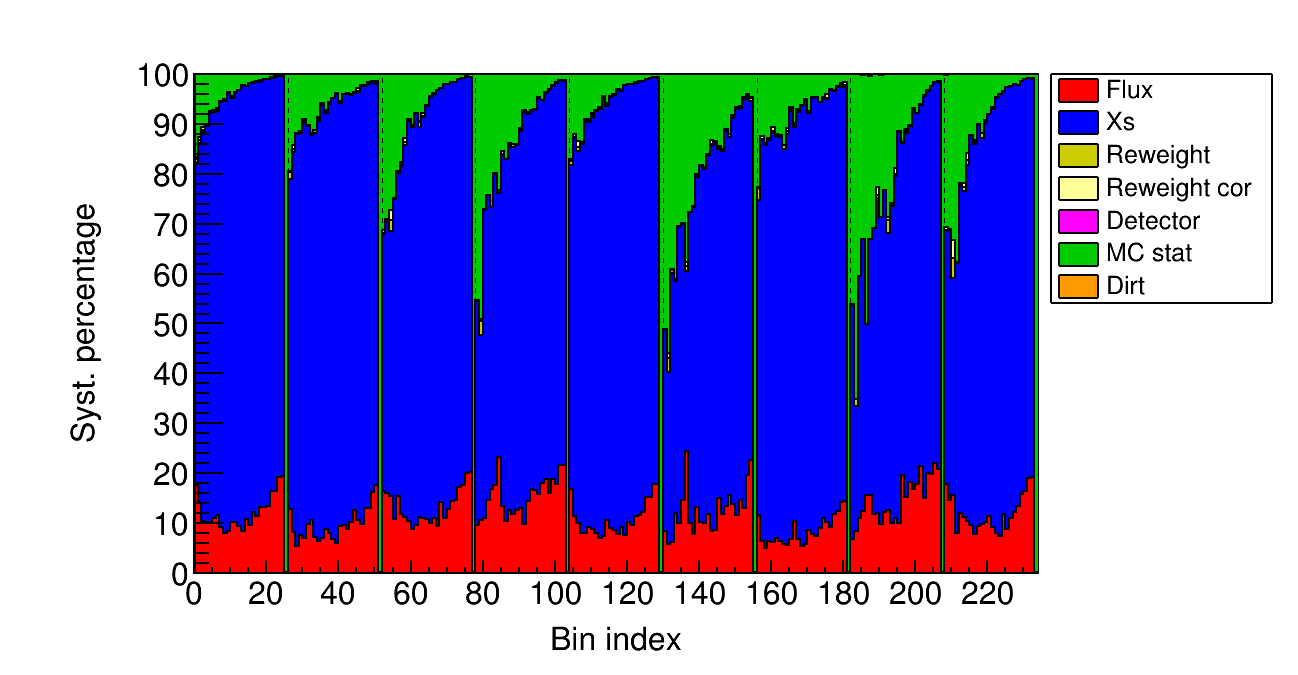 Syst. percentage
100
90
80
70
60
50
40
30
20
10
0
0 20 40 60 80 100 120 140 160 180 200 220
Bin index
Flux
Xs
Reweight
Reweight cor
Detector
MC stat
Dirt